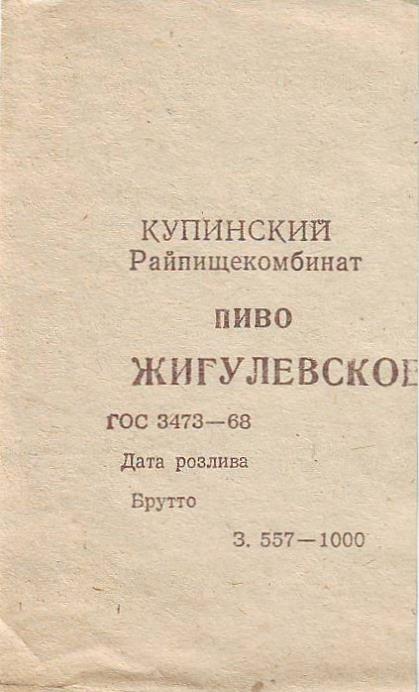 КУПИНСКИЙ
Райпищекомбинат
ПИВО
ЖИГУЛЕВСКОЕ
ГОС 3473—68
Дата розлива
Брутто
З. 557—1000